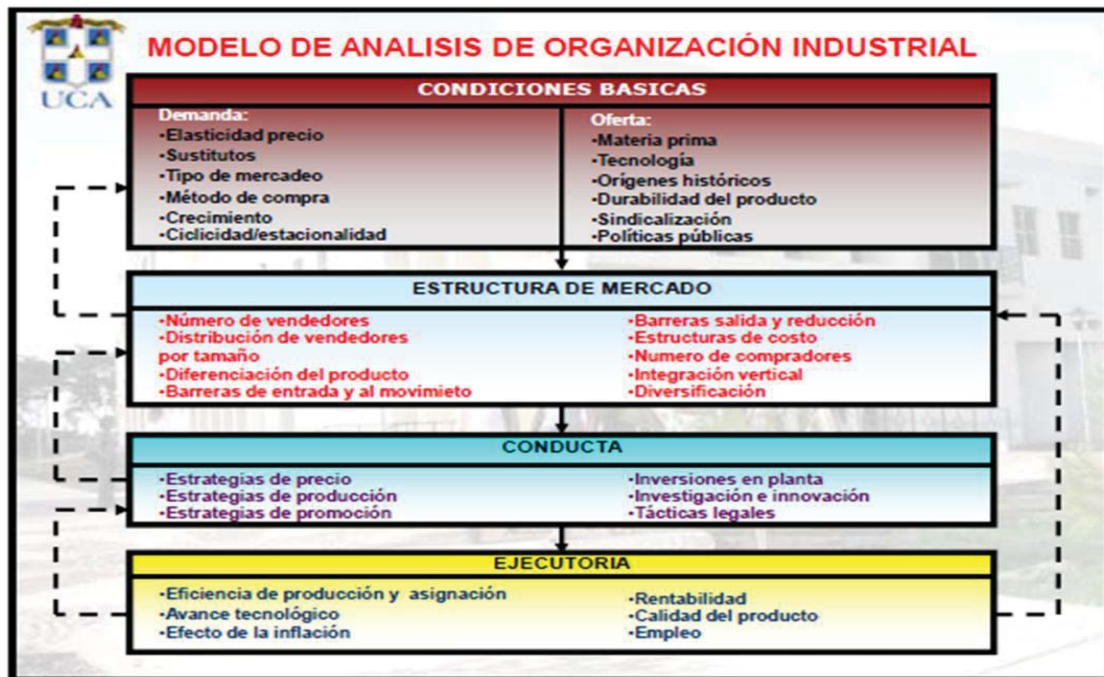 MODELO DE ANALISIS DE ORGANIZACIÓN INDUSTRIAL
UCA
CONDICIONES BASICAS
Demanda:
•Elasticidad precio
•Sustitutos
•Tipo de mercadeo
•Método de compra
•Crecimiento
•Ciclicidad/estacionalidad
Oferta:
•Materia prima
•Tecnología
•Orígenes históricos
•Durabilidad del producto
•Sindicalización
•Políticas públicas
ESTRUCTURA DE MERCADO
•Número de vendedores
•Distribución de vendedores
por tamaño
•Diferenciación del producto
•Barreras de entrada y al movimieto
•Barreras salida y reducción
•Estructuras de costo
•Numero de compradores
•Integración vertical
•Diversificación
CONDUCTA
•Estrategias de precio
•Estrategias de producción
•Estrategias de promoción
•Inversiones en planta
•Investigación e innovación
•Tácticas legales
EJECUTORIA
•Eficiencia de producción y asignación
•Avance tecnológico
•Efecto de la inflación
•Rentabilidad
•Calidad del producto
•Empleo